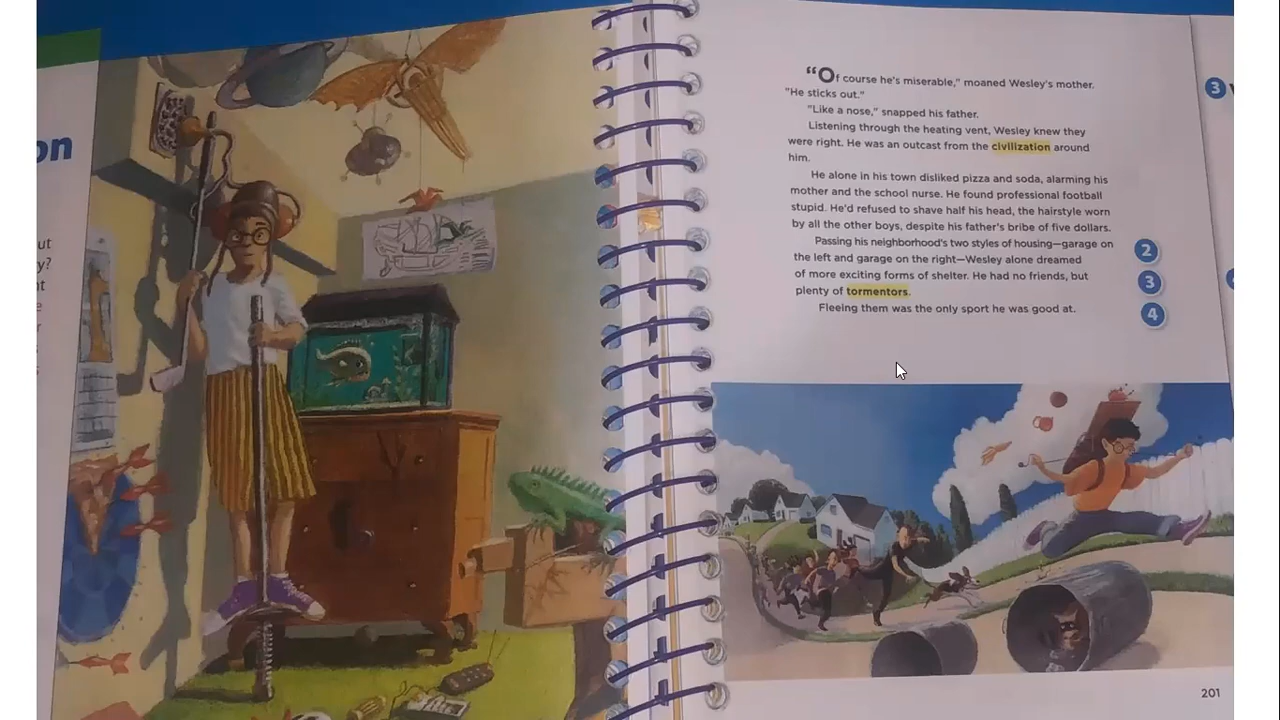 on
ut
y?
nt
e
r
s
"Of course he's miserable," moaned Wesley's mother.
"He sticks out."
"Like a nose," snapped his father.
Listening through the heating vent, Wesley knew they
were right. He was an outcast from the civilization around
him.
He alone in his town disliked pizza and soda, alarming his
mother and the school nurse. He found professional football
stupid. He'd refused to shave half his head, the hairstyle worn
by all the other boys, despite his father's bribe of five dollars.
Passing his neighborhood's two styles of housing—garage on
the left and garage on the right—Wesley alone dreamed
of more exciting forms of shelter. He had no friends, but
plenty of tormentors.
Fleeing them was the only sport he was good at.
2
3
4
3
201